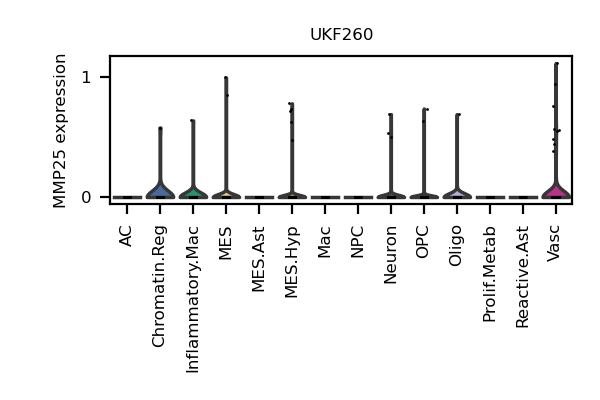 UKF260
MMP25 expression
1
0
AC
Chromatin.Reg
Inflammatory.Mac
MES
MES.Ast
MES.Hyp
Mac
NPC
Neuron
OPC
Oligo
Prolif.Metab
Reactive.Ast
Vasc